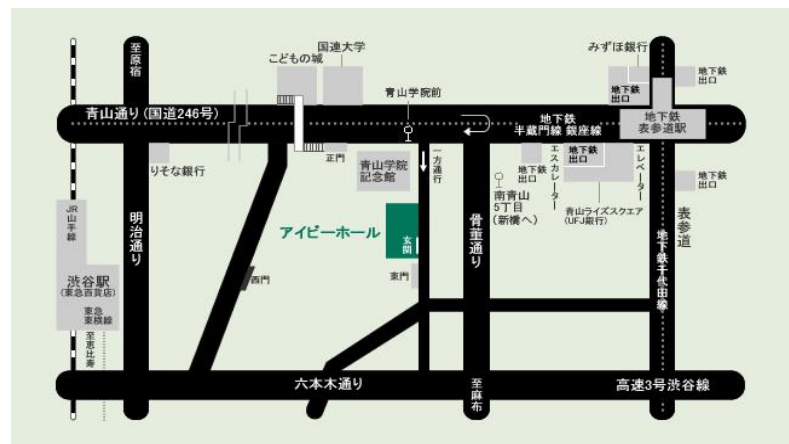 至原宿
国連大学
こどもの城
青山学院前
みずほ銀行
地下鉄
出口
地下鉄
出口
青山通り(国道246号)
地下鉄
半蔵門線 銀座線
地下鉄
表参道駅
りそな銀行
正門
青山学院
記念館
一方通行
地下鉄
出口
エスカレーター
地下鉄
出口
エレベーター
地下鉄
出口
南青山
5丁目
(新橋へ)
青山ライズスクエア
(UFJ銀行)
JR
山手線
明治通り
アイビーホール
玄関
骨董通り
表参道
地下鉄千代田線
渋谷駅
(東急百貨店)
東急
東横線
西門
東門
至恵比寿
六本木通り
至麻布
高速3号渋谷線